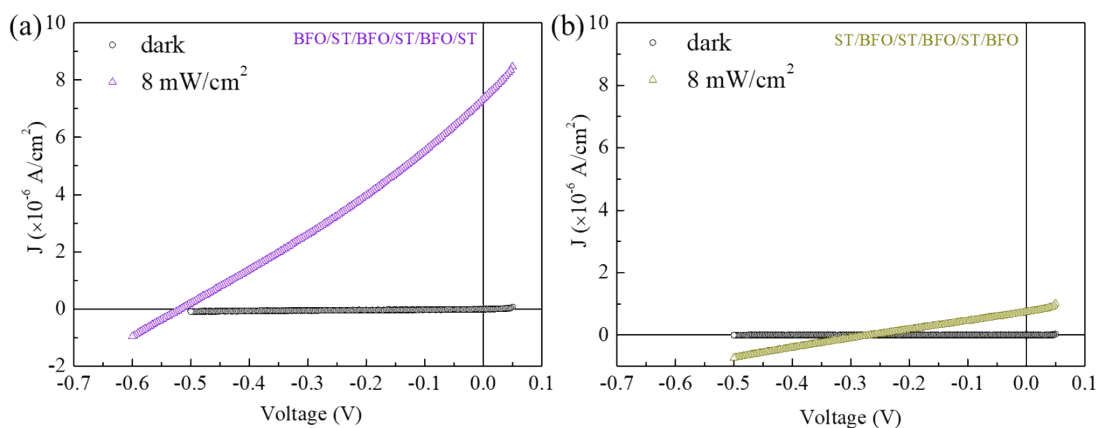 (a)
dark
8 mW/cm²
BFO/ST/BFO/ST/BFO/ST
J (×10⁻⁶ A/cm²)
10
8
6
4
2
0
-2
-0.7 -0.6 -0.5 -0.4 -0.3 -0.2 -0.1 0.0 0.1
Voltage (V)
(b)
dark
8 mW/cm²
ST/BFO/ST/BFO/ST/BFO
J (×10⁻⁶ A/cm²)
10
8
6
4
2
0
-0.7 -0.6 -0.5 -0.4 -0.3 -0.2 -0.1 0.0 0.1
Voltage (V)